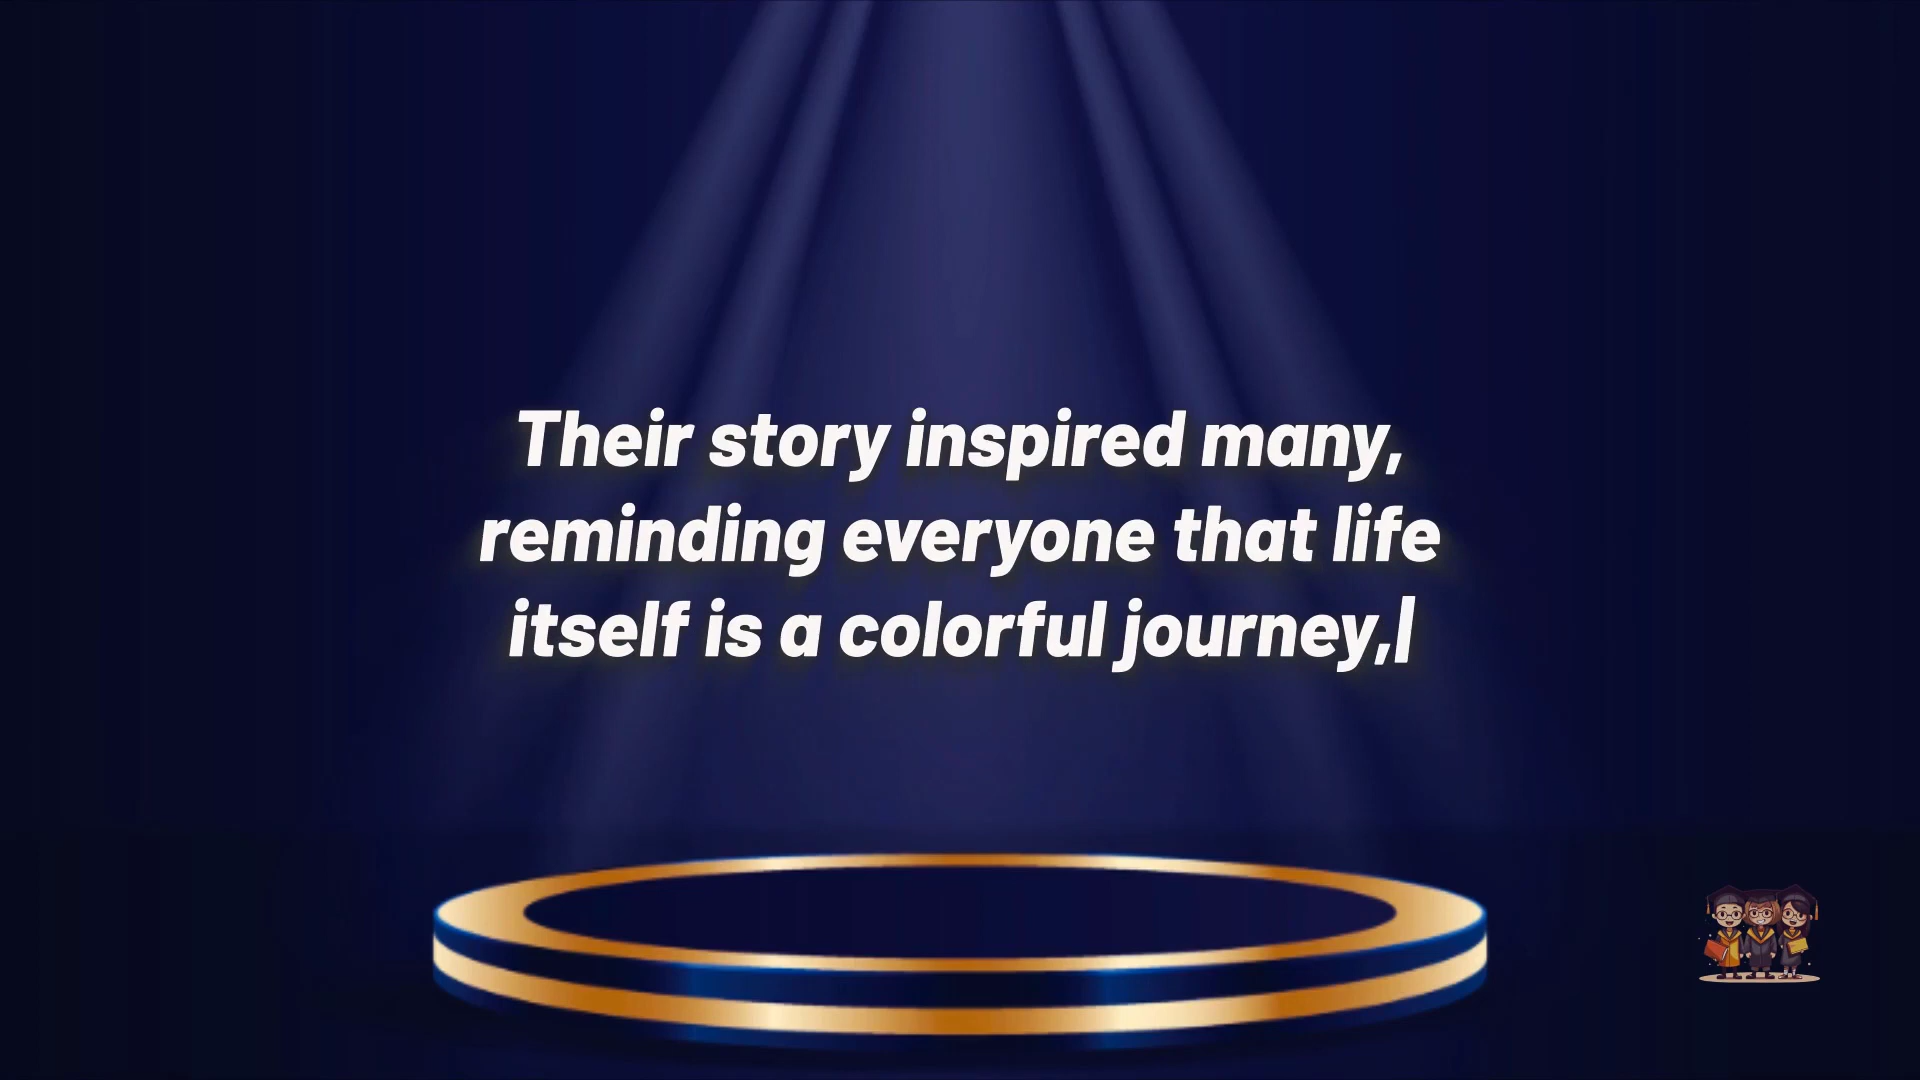 Their story inspired many,
reminding everyone that life
itself is a colorful journey,